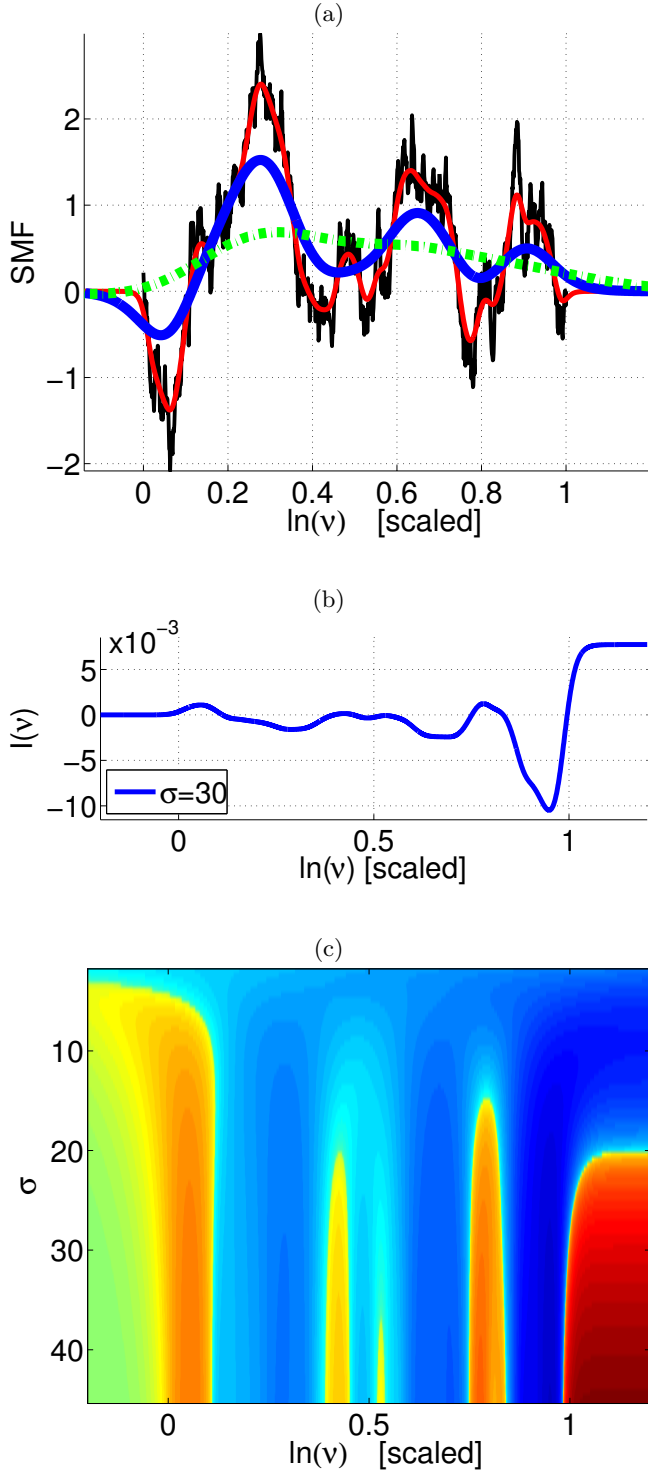 (a)
2
1
0
−1
−2
SMF
0
0.2
0.4
0.6
0.8
1
ln(ν) [scaled]
(b)
x10⁻³
5
0
−5
−10
I(ν)
σ=30
0
0.5
1
ln(ν) [scaled]
(c)
10
20
30
40
σ
0
0.5
1
ln(ν) [scaled]